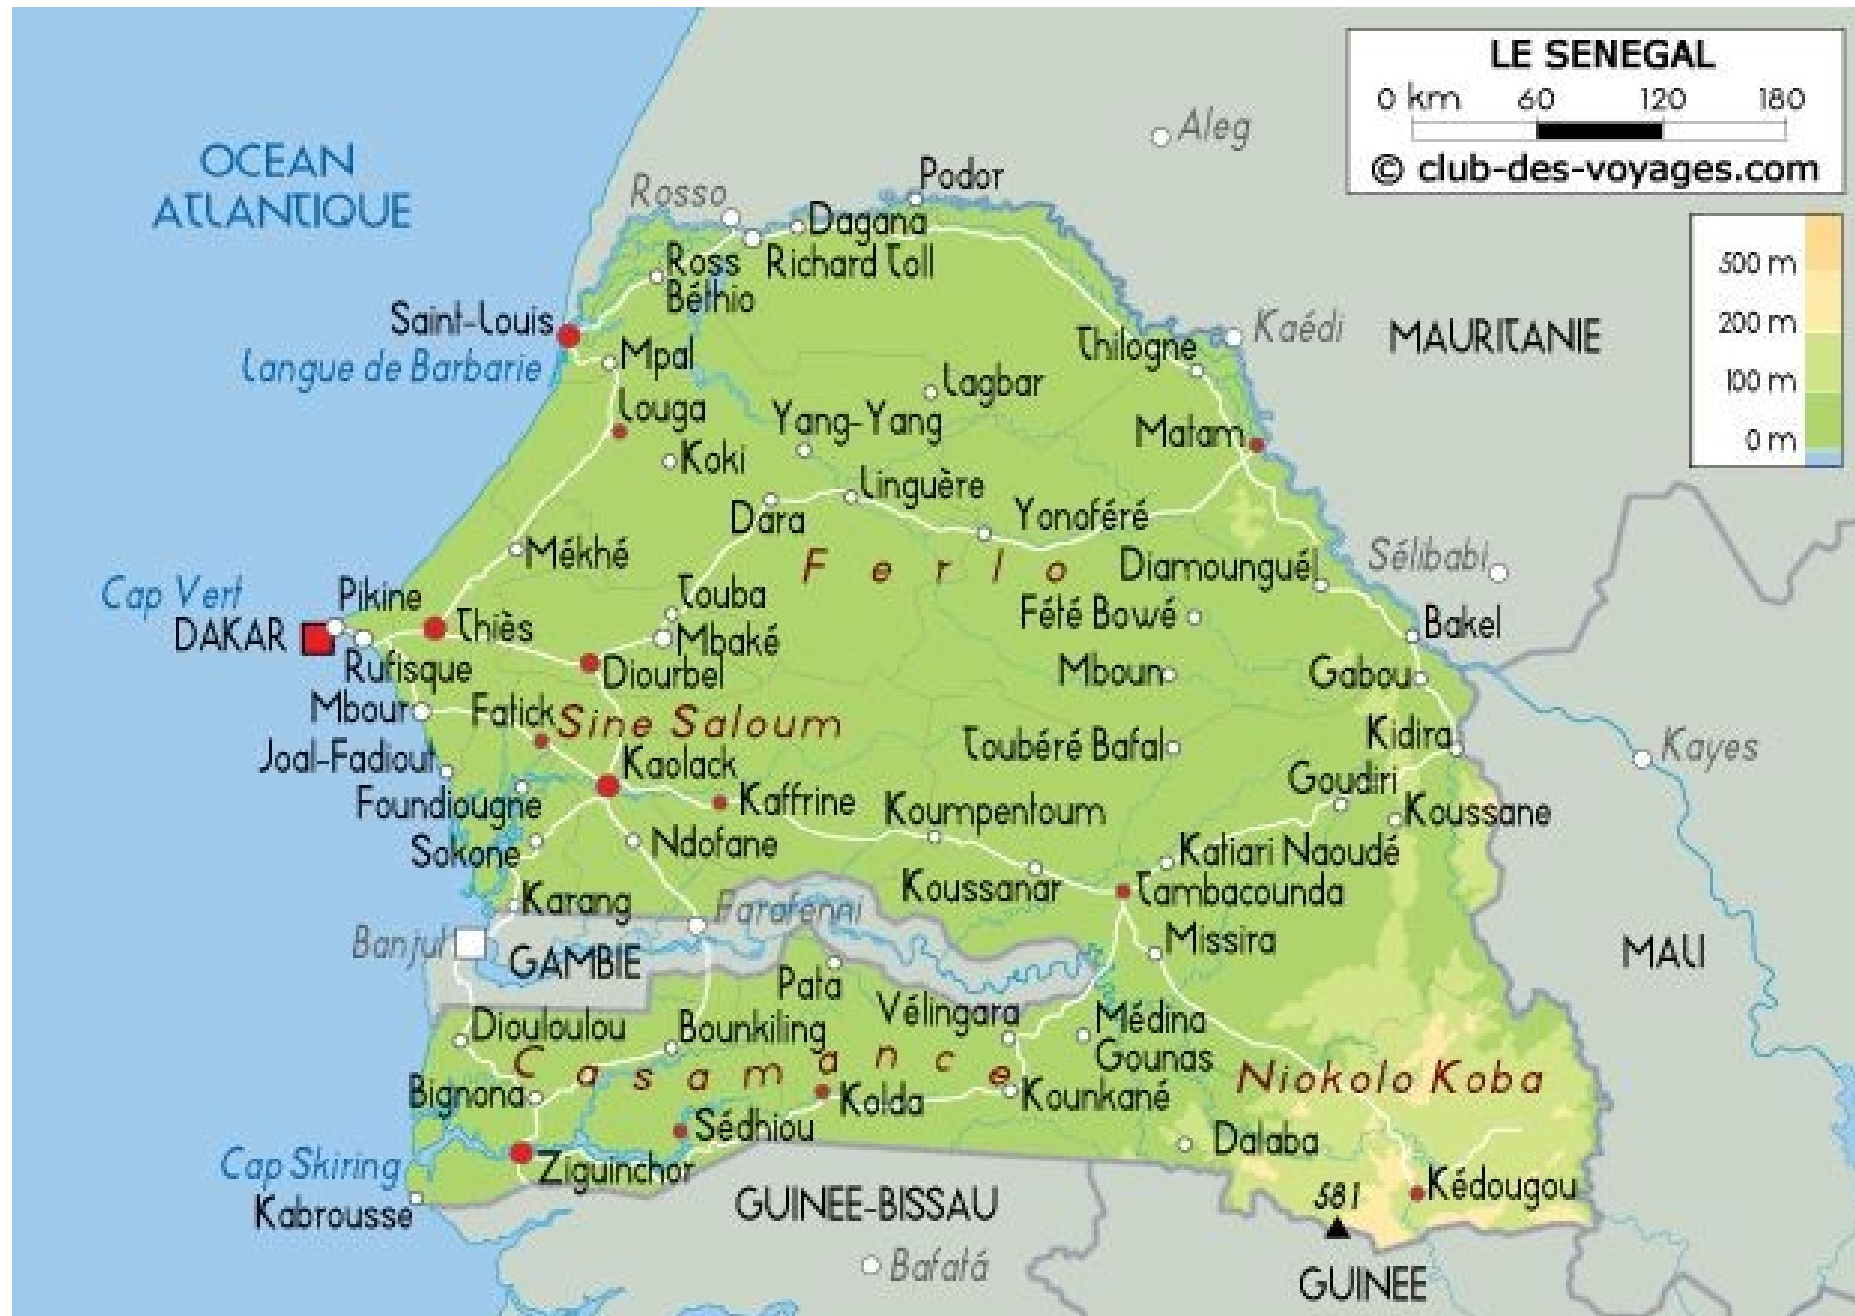 LE SENEGAL
0 km 60 120 180
© club-des-voyages.com
500 m
200 m
100 m
0 m
OCEAN
ATLANTIQUE
Aleg
Podor
Rosso
Dagana
Richard Toll
Ross
Béthio
Saint-Louis
Langue de Barbarie
Mpal
Kaédi
MAURITANIE
Thilogne
Lagbar
Louga
Yang-Yang
Matam
Koki
Linguère
Dara
Yonoféré
Mékhé
Ferlo
Diamounguél
Sélibabi
Cap Vert
Pikine
Touba
Fété Bowé
Bakel
DAKAR
Thiès
Mbaké
Rufisque
Diourbel
Mboun
Gabou
Mbour
Fatick
Sine Saloum
Toubéré Bafal
Kidira
Kayes
Joal-Fadiout
Kaolack
Goudiri
Foundiougne
Kaffrine
Koumpentoum
Koussane
Sokone
Ndofane
Katiari Naoudé
Koussanar
Tambacounda
Karang
Farafenni
Banjul
GAMBIE
Missira
MALI
Pata
Vélingara
Médina
Gounas
Diouloulou
Bounkiling
Casamance
Niokolo Koba
Bignona
Kolda
Kounkané
Sédhiou
Dalaba
Cap Skiring
Ziguinchor
Kabrousse
GUINEE-BISSAU
581
Kédougou
Bafatá
GUINEE